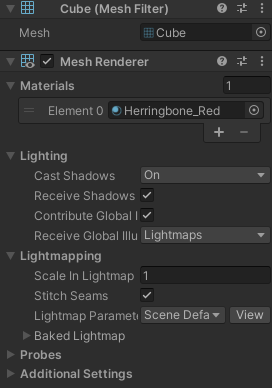 Cube (Mesh Filter)
Mesh Cube
Mesh Renderer
Materials 1
Element 0 Herringbone_Red
+ −
Lighting
Cast Shadows On
Receive Shadows
Contribute Global I
Receive Global Illu Lightmaps
Lightmapping
Scale In Lightmap 1
Stitch Seams
Lightmap Paramete Scene Defa View
Baked Lightmap
Probes
Additional Settings